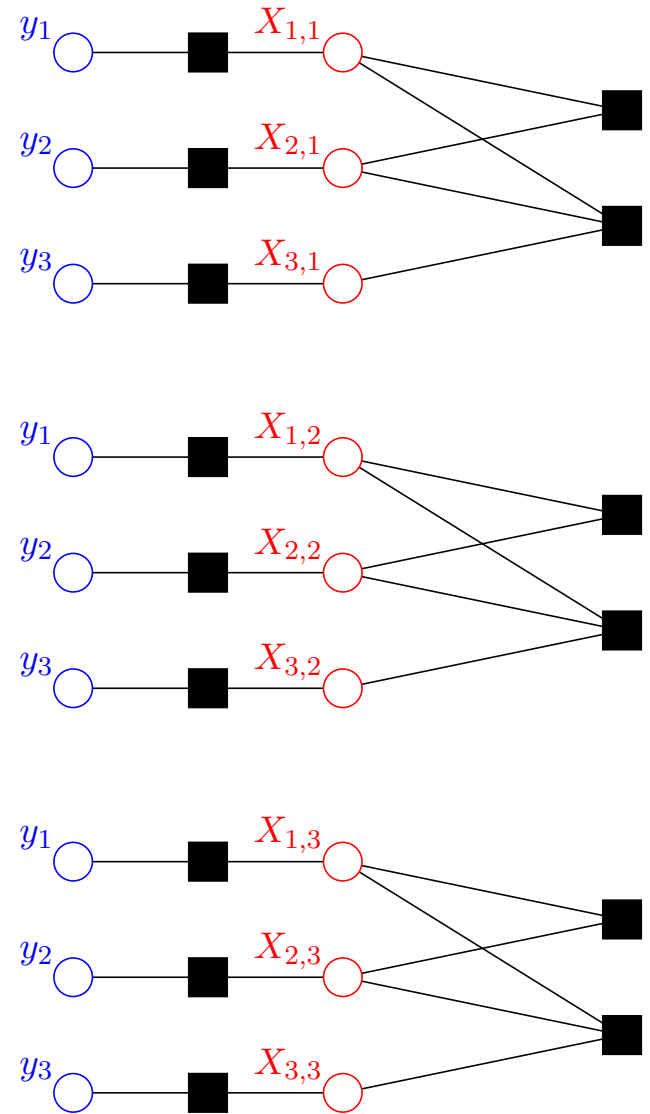 y1 X1,1
y2 X2,1
y3 X3,1
y1 X1,2
y2 X2,2
y3 X3,2
y1 X1,3
y2 X2,3
y3 X3,3